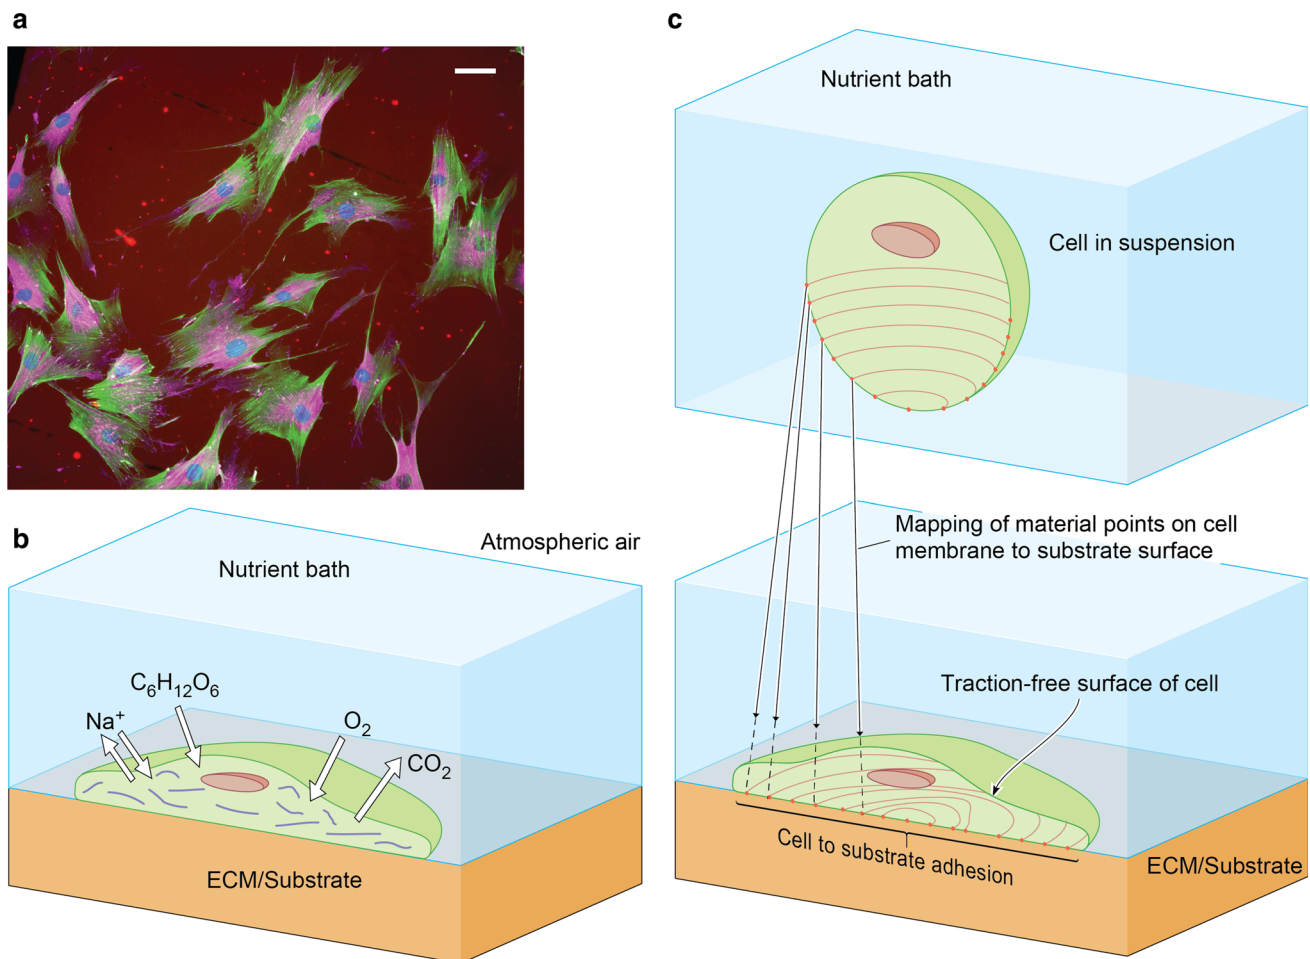 a
c
Nutrient bath
Cell in suspension
Mapping of material points on cell
membrane to substrate surface
b
Atmospheric air
Nutrient bath
C₆H₁₂O₆
Na⁺
O₂
CO₂
ECM/Substrate
Traction-free surface of cell
Cell to substrate adhesion
ECM/Substrate